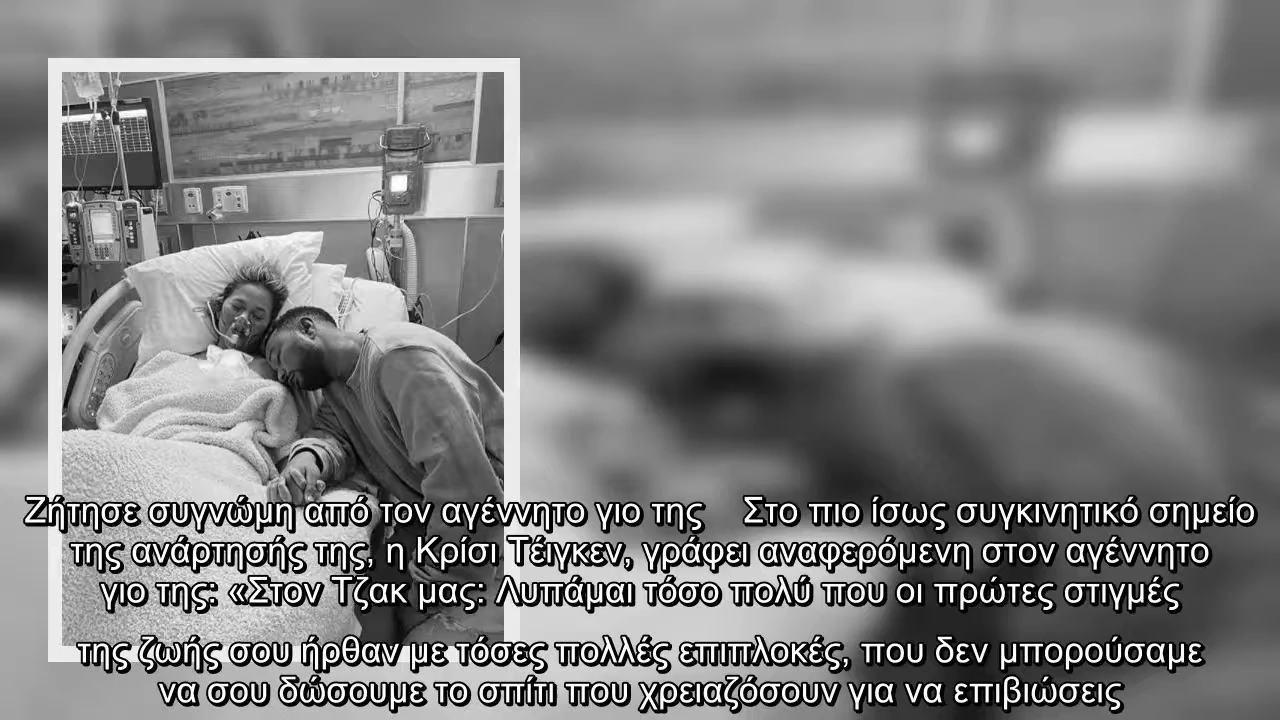 Ζήτησε συγνώμη από τον αγέννητο γιο της Στο πιο ίσως συγκινητικό σημείο
της ανάρτησής της, η Κρίσι Τέιγκεν, γράφει αναφερόμενη στον αγέννητο
γιο της: «Στον Τζακ μας: Λυπάμαι τόσο πολύ που οι πρώτες στιγμές
της ζωής σου ήρθαν με τόσες πολλές επιπλοκές, που δεν μπορούσαμε
να σου δώσουμε το σπίτι που χρειαζόσουν για να επιβιώσεις